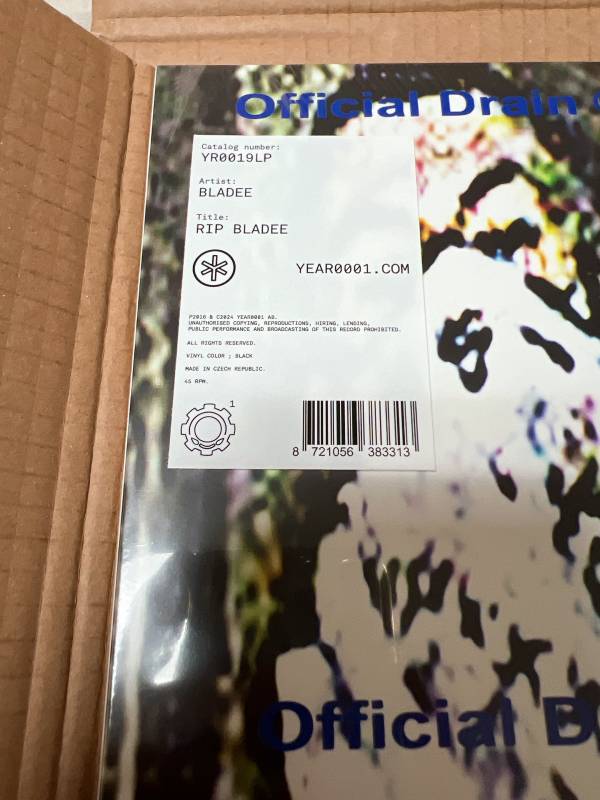 Official Drain
Catalog number:
YR0019LP
Artist:
BLADEE
Title:
RIP BLADEE
YEAR0001.COM
P2016 & C2024 YEAR0001 AB.
UNAUTHORISED COPYING, REPRODUCTIONS, HIRING, LENDING,
PUBLIC PERFORMANCE AND BROADCASTING OF THIS RECORD PROHIBITED.
ALL RIGHTS RESERVED.
VINYL COLOR ; BLACK
MADE IN CZECH REPUBLIC.
45 RPM.
1
8 721056 383313
Official D